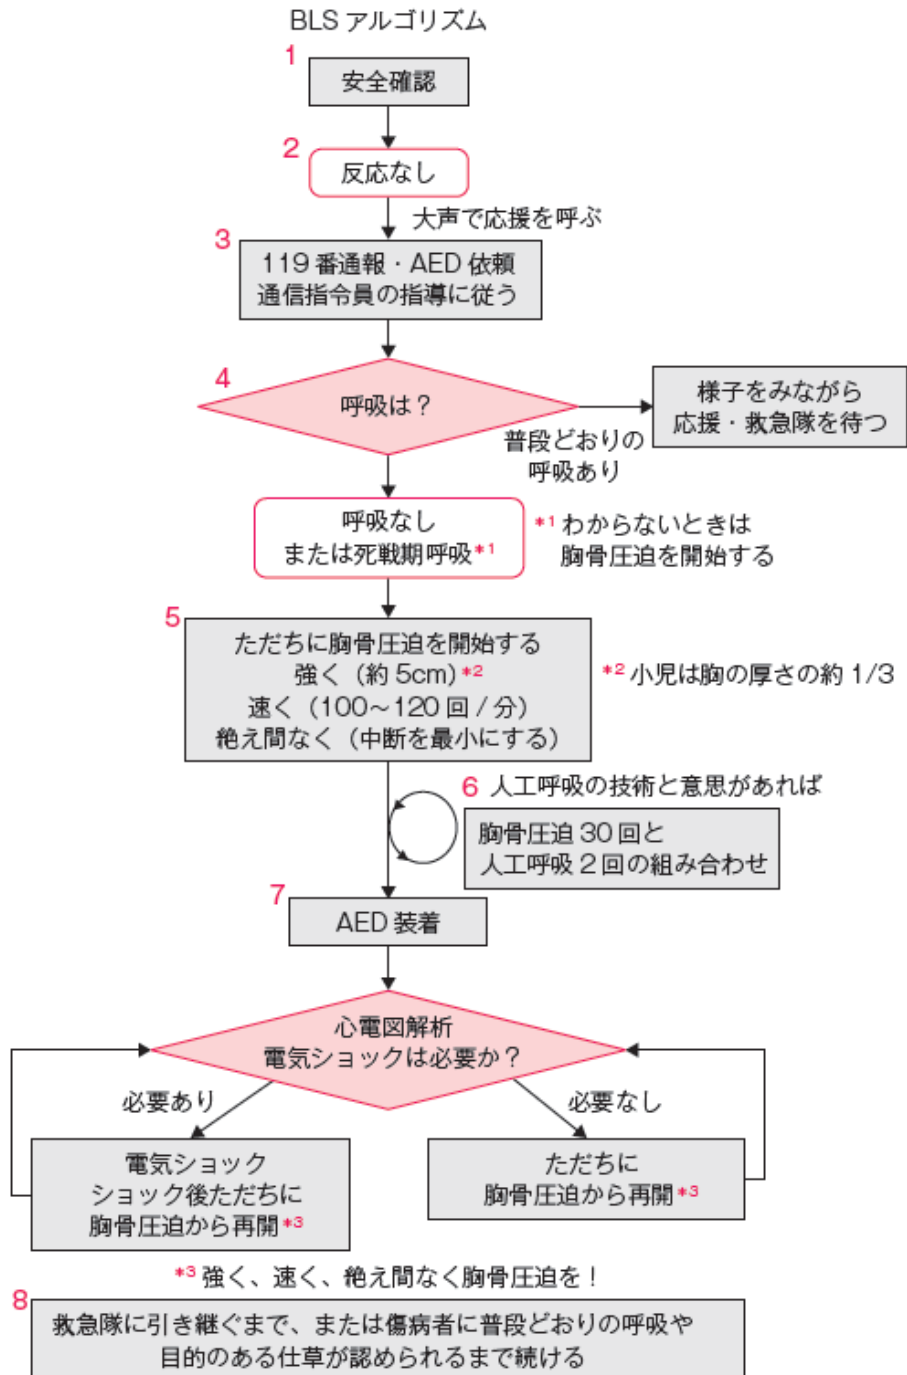 BLS アルゴリズム
1
安全確認
2
反応なし
大声で応援を呼ぶ
3
119 番通報・AED 依頼
通信指令員の指導に従う
4
呼吸は？
普段どおりの
呼吸あり
様子をみながら
応援・救急隊を待つ
呼吸なし
または死戦期呼吸*1
*1 わからないときは
胸骨圧迫を開始する
5
ただちに胸骨圧迫を開始する
強く（約 5cm）*2
速く（100～120 回 / 分）
絶え間なく（中断を最小にする）
*2 小児は胸の厚さの約 1/3
6 人工呼吸の技術と意思があれば
胸骨圧迫 30 回と
人工呼吸 2 回の組み合わせ
7
AED 装着
心電図解析
電気ショックは必要か？
必要あり
電気ショック
ショック後ただちに
胸骨圧迫から再開*3
必要なし
ただちに
胸骨圧迫から再開*3
*3 強く、速く、絶え間なく胸骨圧迫を！
8
救急隊に引き継ぐまで、または傷病者に普段どおりの呼吸や
目的のある仕草が認められるまで続ける